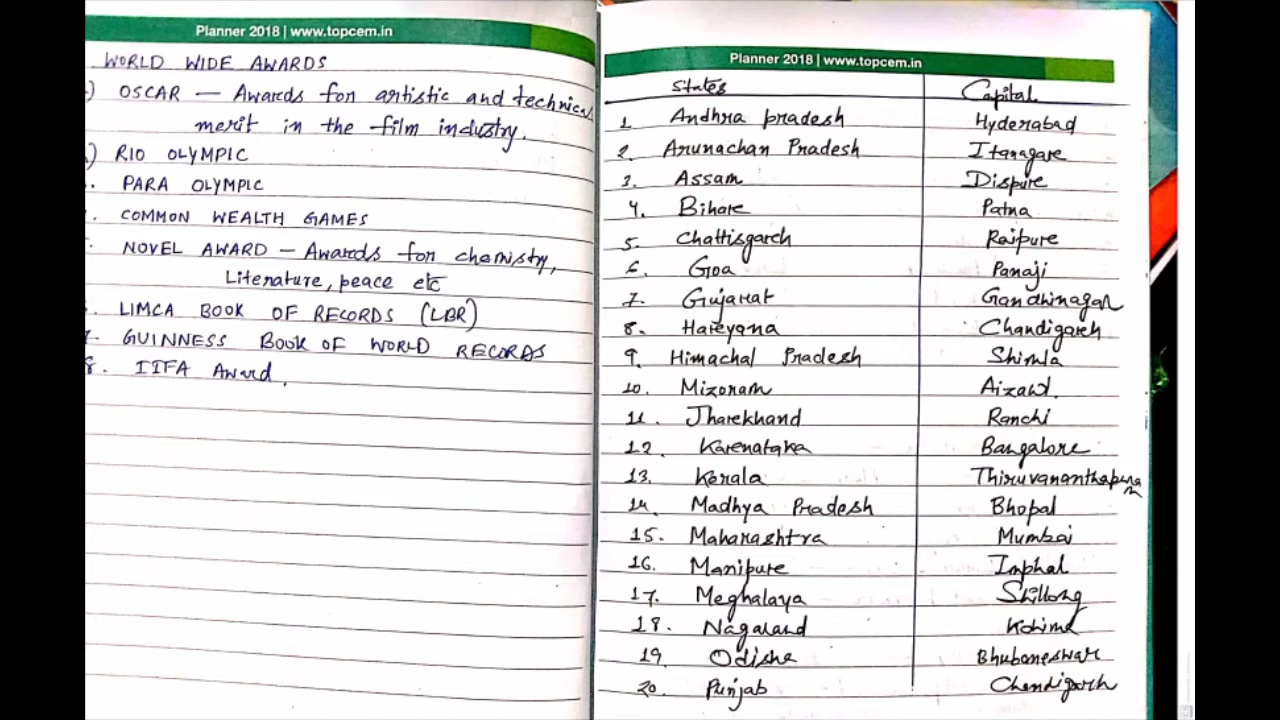 Planner 2018 | www.topcem.in
WORLD WIDE AWARDS
) OSCAR — Awards for artistic and technical
merit in the film industry.
) RIO OLYMPIC
. PARA OLYMPIC
. COMMON WEALTH GAMES
. NOVEL AWARD — Awards for chemistry,
Literature, peace etc
. LIMCA BOOK OF RECORDS (LBR)
7. GUINNESS BOOK OF WORLD RECORDS
8. IIFA Award.
Planner 2018 | www.topcem.in
States Capital
1 Andhra pradesh Hyderabad
2. Arunachan Pradesh Itanagare
3. Assam Dispure
4. Bihare Patna
5. Chattisgareh Raipure
6. Goa Panaji
7. Gujarat Gandhinagar
8. Hareyana Chandigareh
9. Himachal Pradesh Shimla
10. Mizoram Aizawl.
11. Jharekhand Ranchi
12. Karenataka Bangalore
13. Kerala Thiruvananthapuram
14. Madhya Pradesh Bhopal
15. Maharashtra Mumbai
16. Manipure Imphal
17. Meghalaya Shillong
18. Nagaland Kohima
19. Odisha Bhubaneswar
20. Punjab Chandigarh